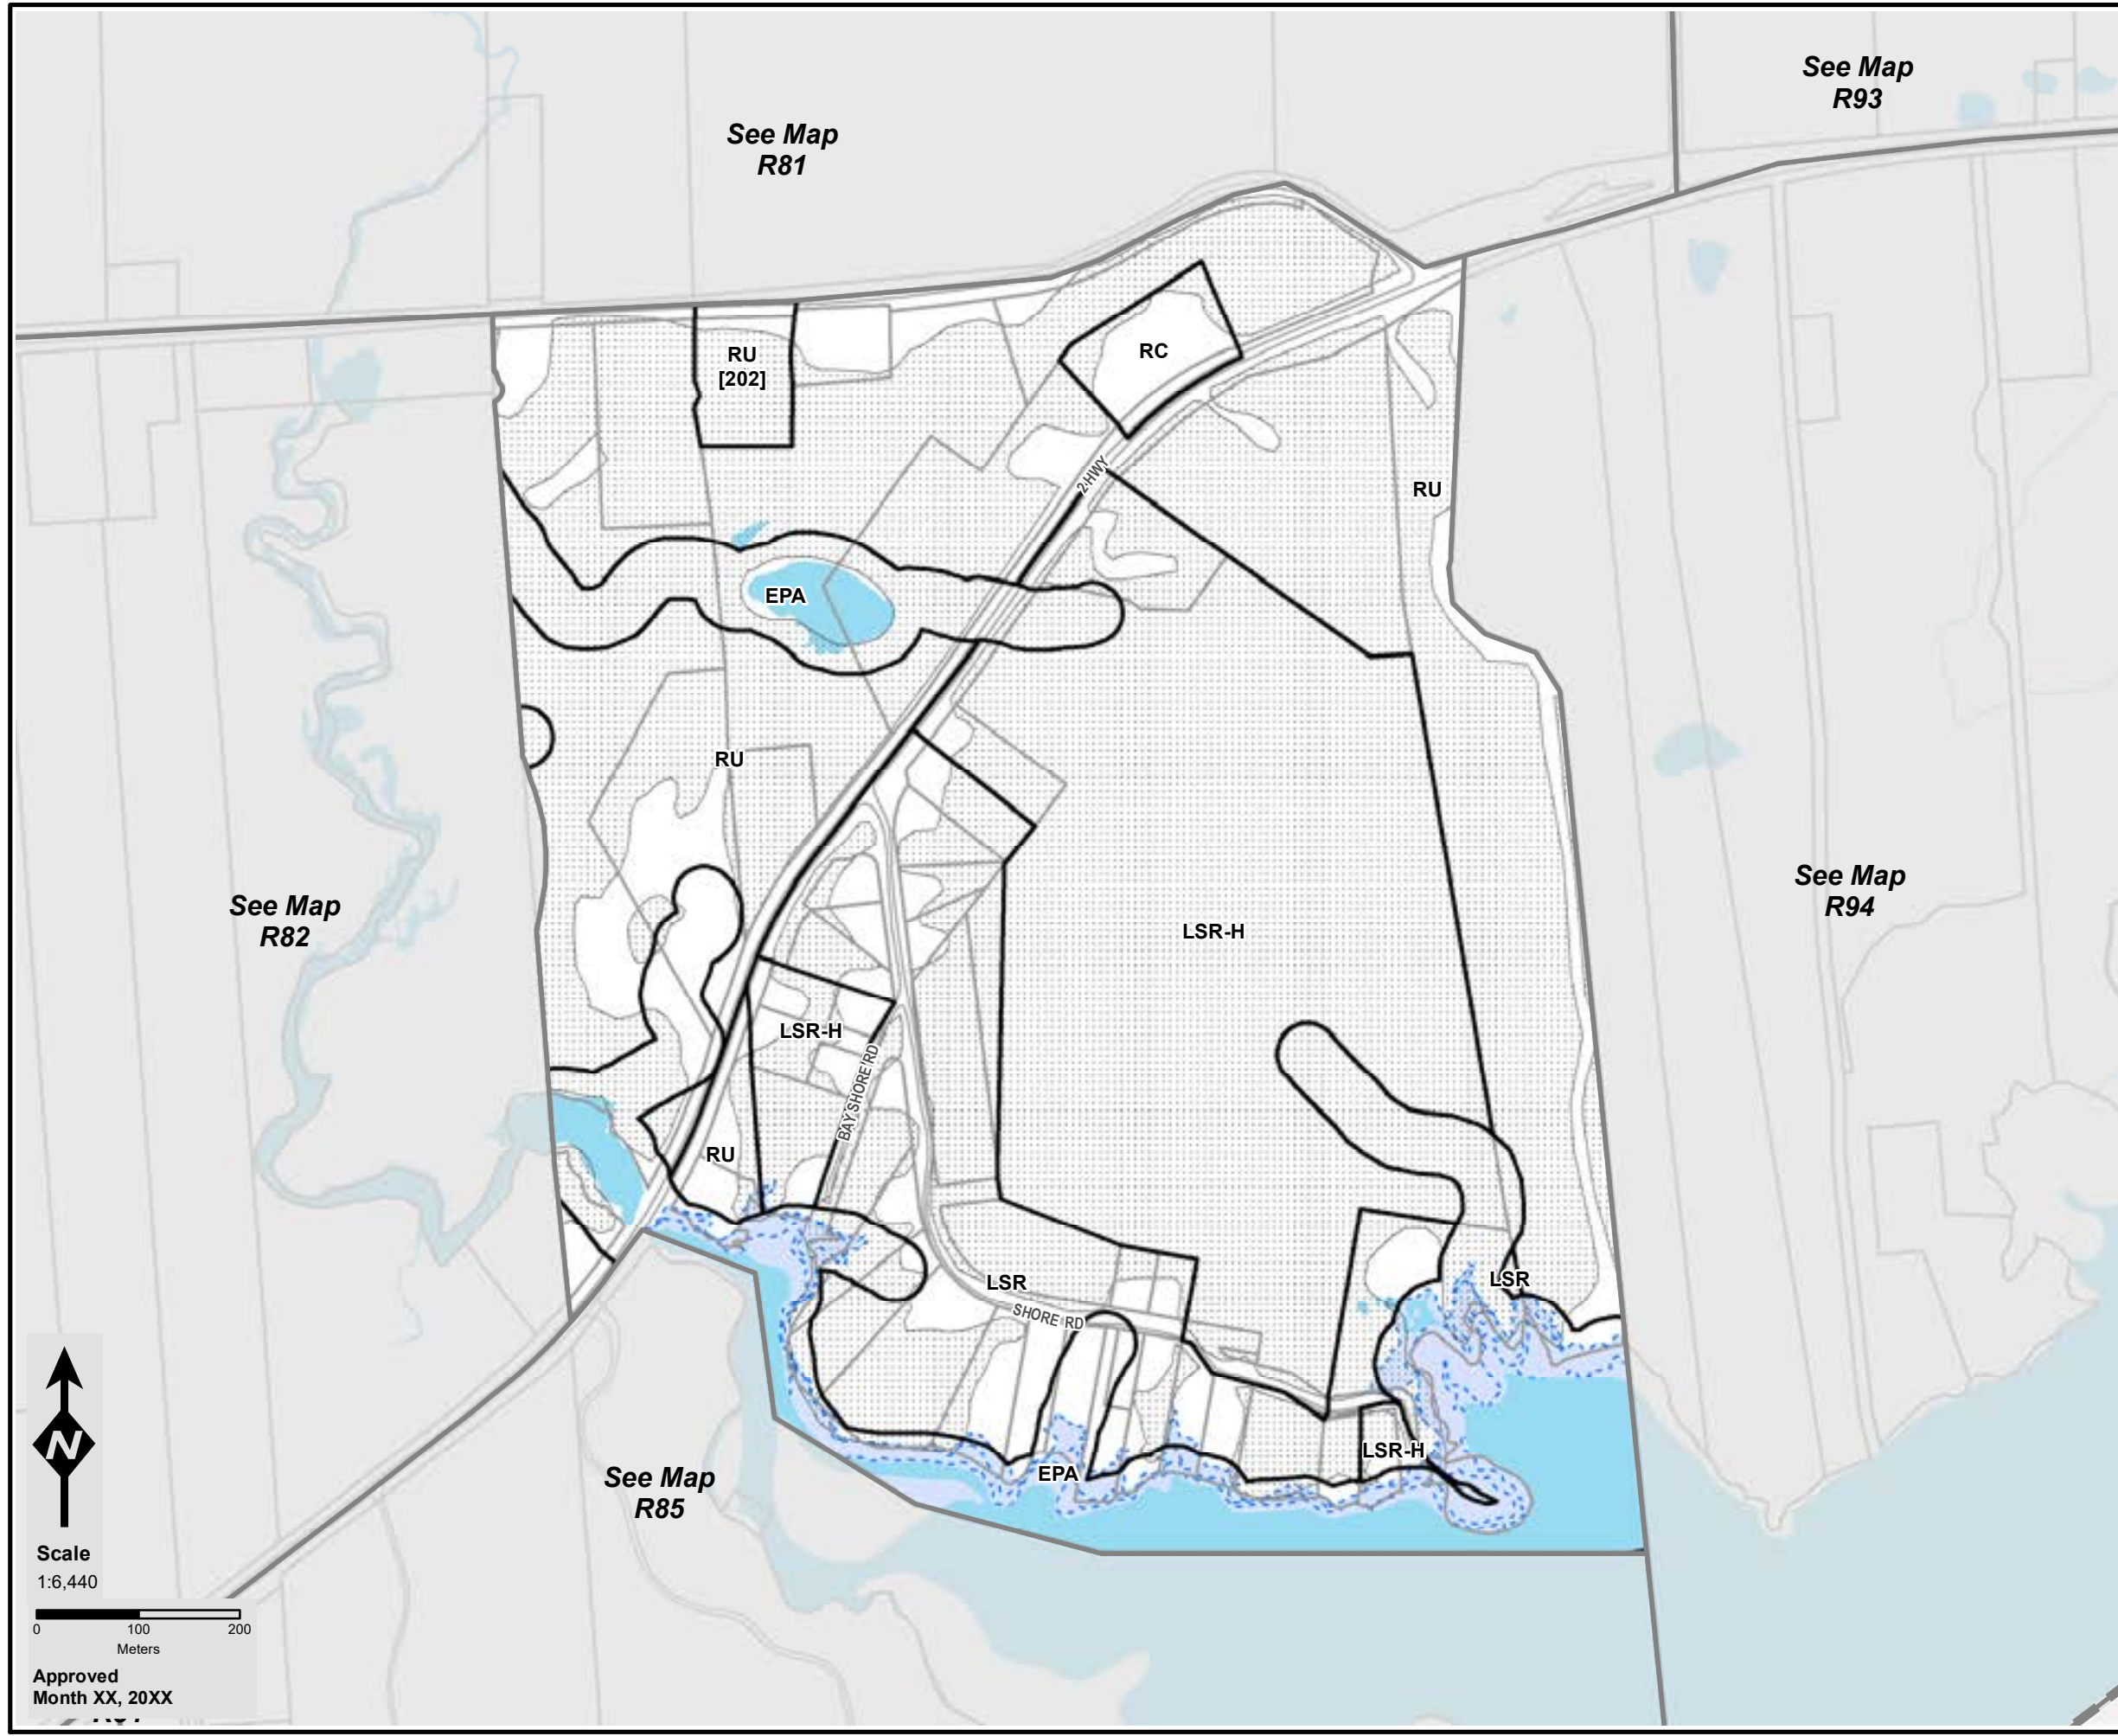 See Map
R93
See Map
R81
RC
RU
[202]
2 HWY
RU
EPA
RU
See Map
R94
See Map
R82
LSR-H
LSR-H
BAY SHORE RD
RU
LSR
LSR
SHORE RD
LSR-H
EPA
See Map
R85
N
Scale
1:6,440
0 100 200
Meters
Approved
Month XX, 20XX